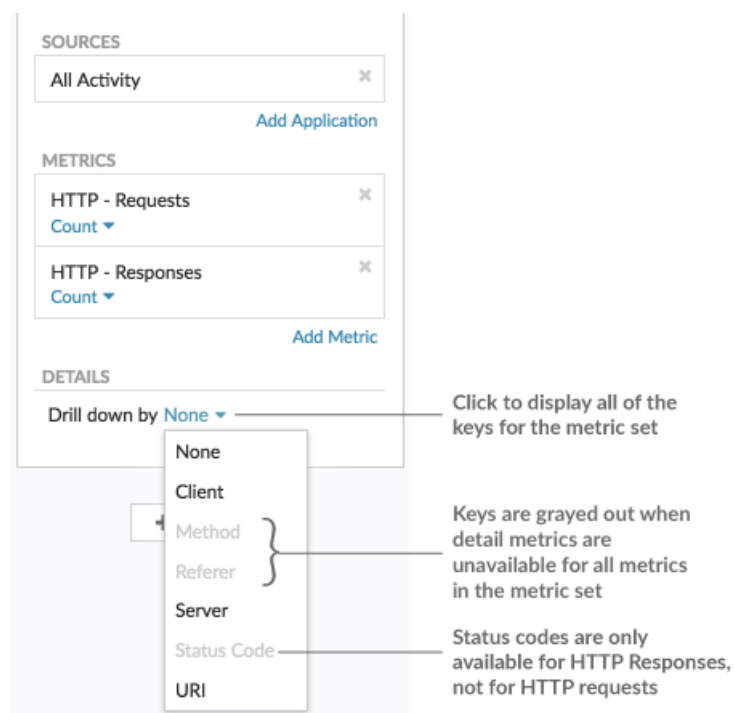 SOURCES
All Activity
Add Application
METRICS
HTTP - Requests
Count
HTTP - Responses
Count
Add Metric
DETAILS
Drill down by None
None
Client
Method
Referer
Server
Status Code
URI
Click to display all of the
keys for the metric set
Keys are grayed out when
detail metrics are
unavailable for all metrics
in the metric set
Status codes are only
available for HTTP Responses,
not for HTTP requests